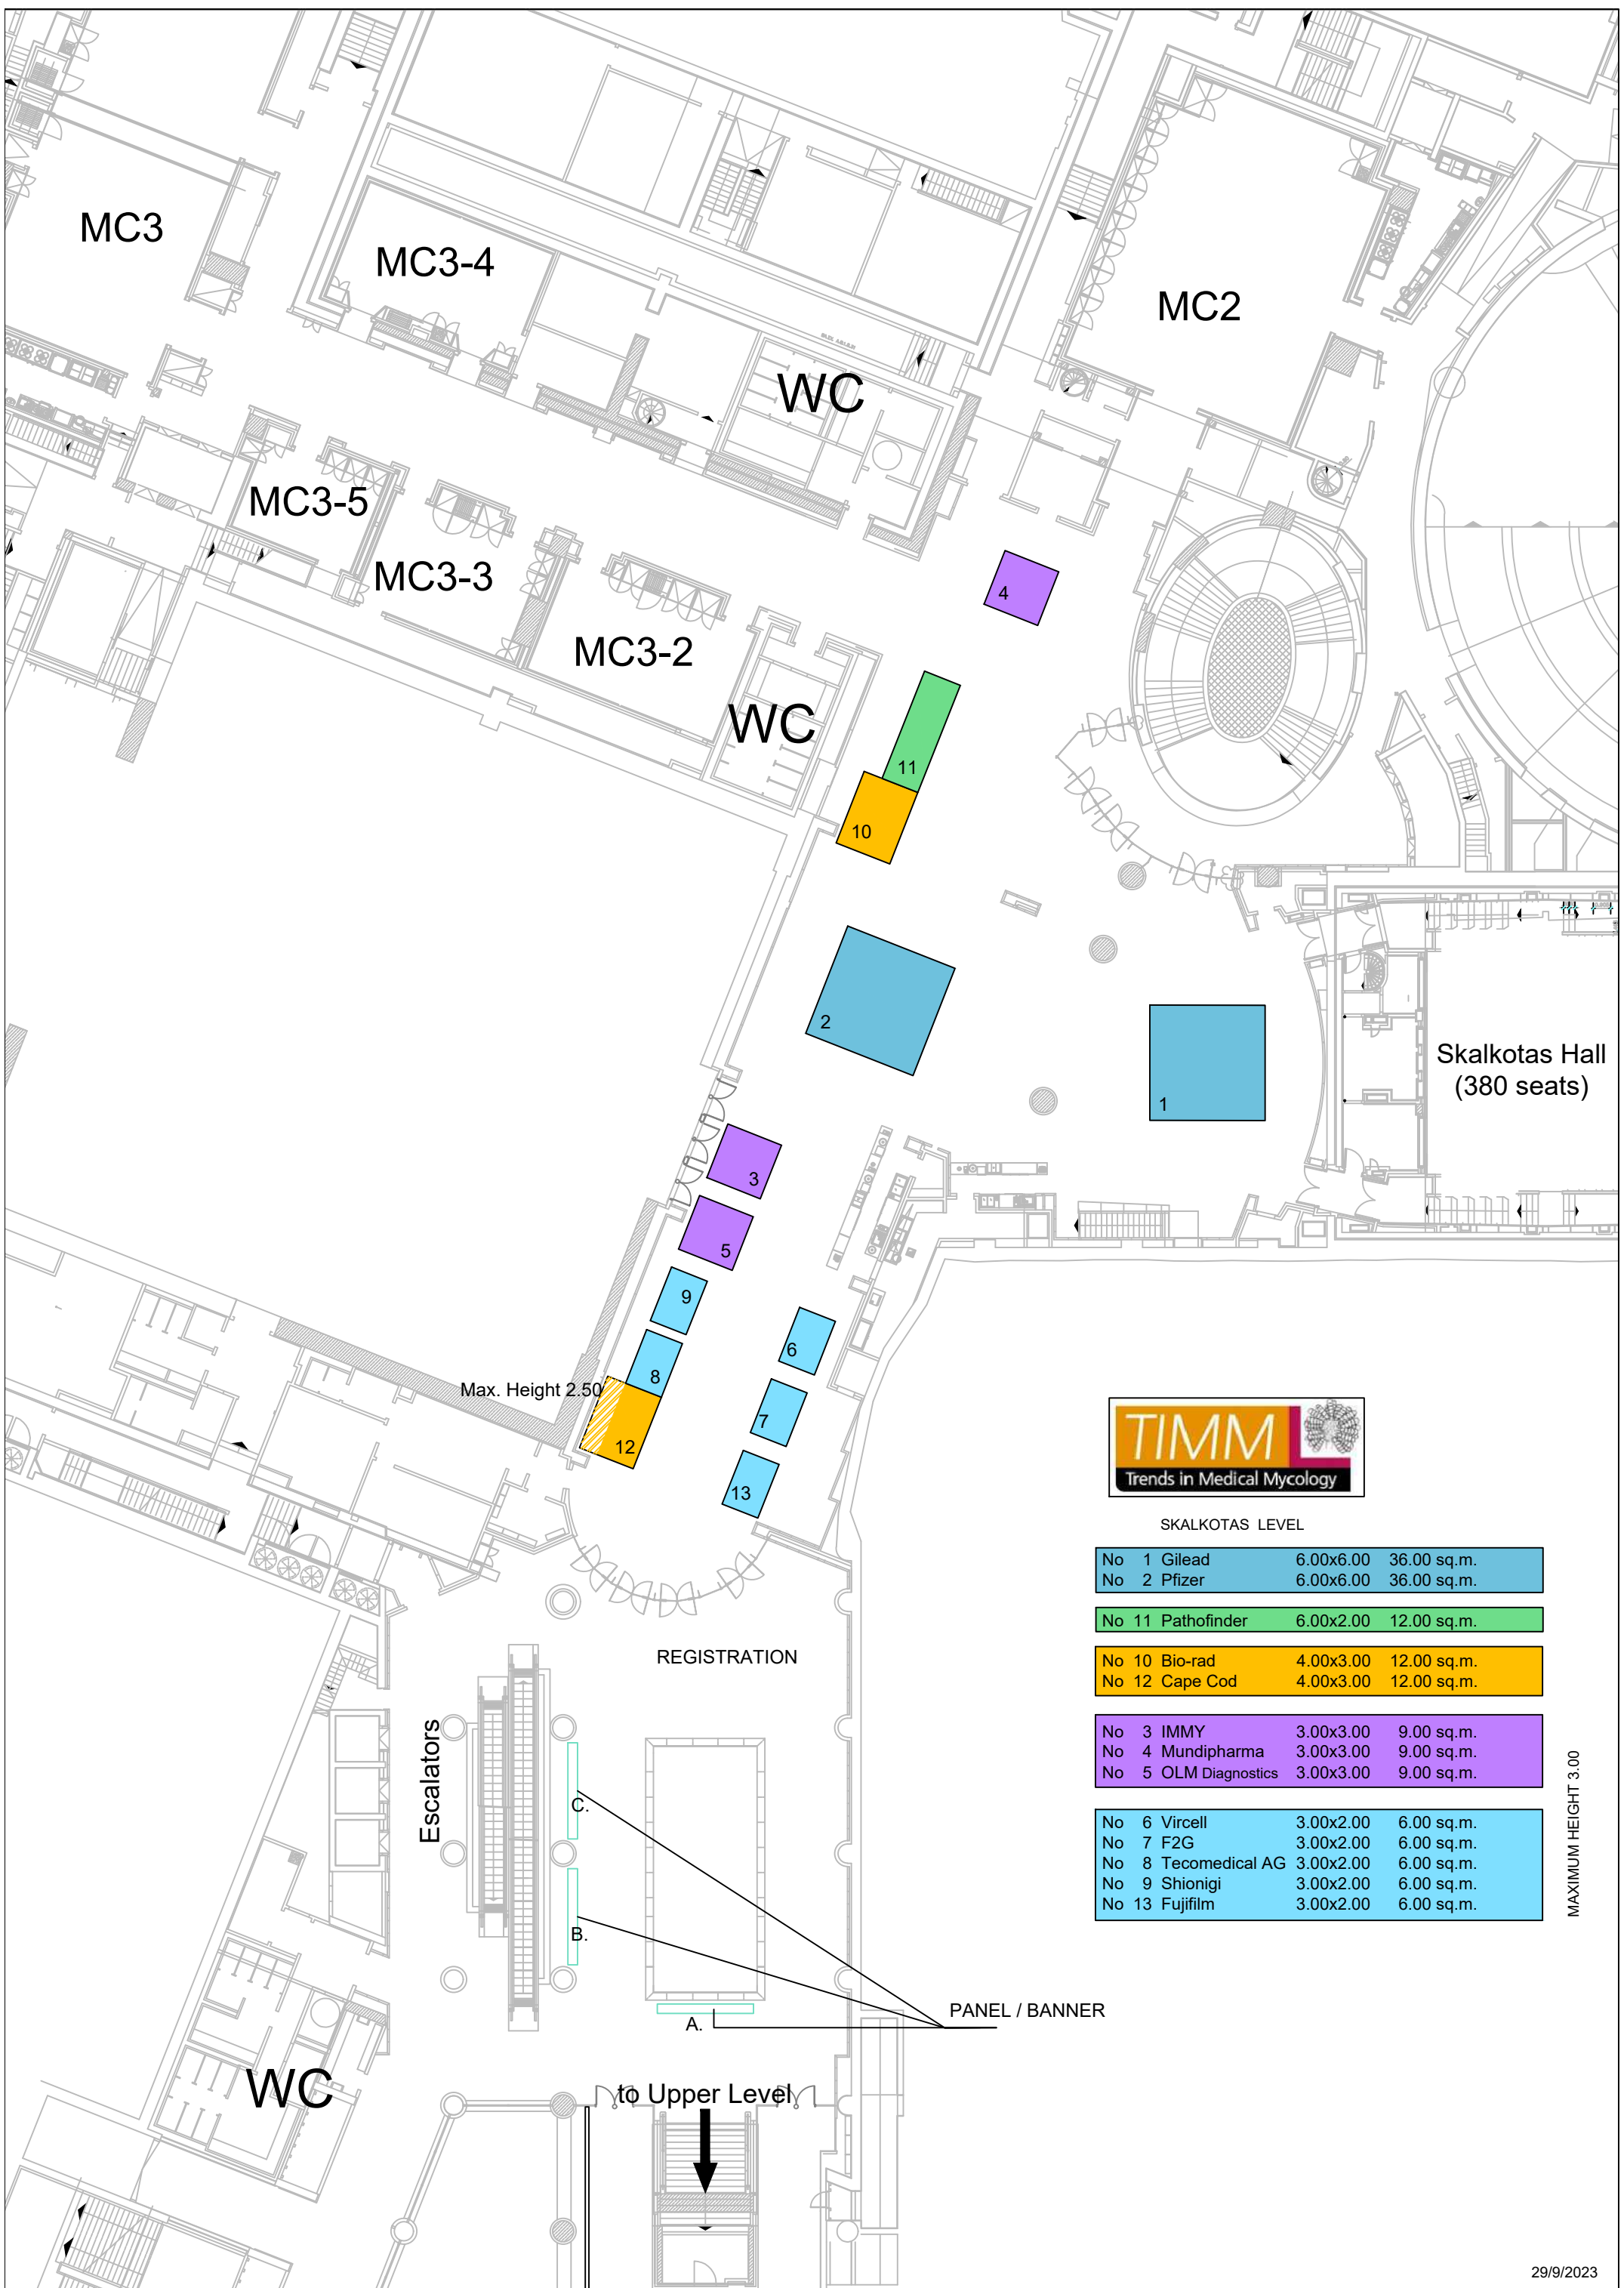 MC3
MC3-4
MC2
WC
MC3-5
MC3-3
4
MC3-2
WC
11
10
2
Skalkotas Hall
(380 seats)
1
3
5
9
6
8
Max. Height 2.50
7
12
13
TIMM
Trends in Medical Mycology
SKALKOTAS LEVEL
No 1 Gilead 6.00x6.00 36.00 sq.m.
No 2 Pfizer 6.00x6.00 36.00 sq.m.
No 11 Pathofinder 6.00x2.00 12.00 sq.m.
No 10 Bio-rad 4.00x3.00 12.00 sq.m.
No 12 Cape Cod 4.00x3.00 12.00 sq.m.
No 3 IMMY 3.00x3.00 9.00 sq.m.
No 4 Mundipharma 3.00x3.00 9.00 sq.m.
No 5 OLM Diagnostics 3.00x3.00 9.00 sq.m.
No 6 Vircell 3.00x2.00 6.00 sq.m.
No 7 F2G 3.00x2.00 6.00 sq.m.
No 8 Tecomedical AG 3.00x2.00 6.00 sq.m.
No 9 Shionigi 3.00x2.00 6.00 sq.m.
No 13 Fujifilm 3.00x2.00 6.00 sq.m.
MAXIMUM HEIGHT 3.00
REGISTRATION
Escalators
C.
B.
A.
PANEL / BANNER
WC
to Upper Level
29/9/2023